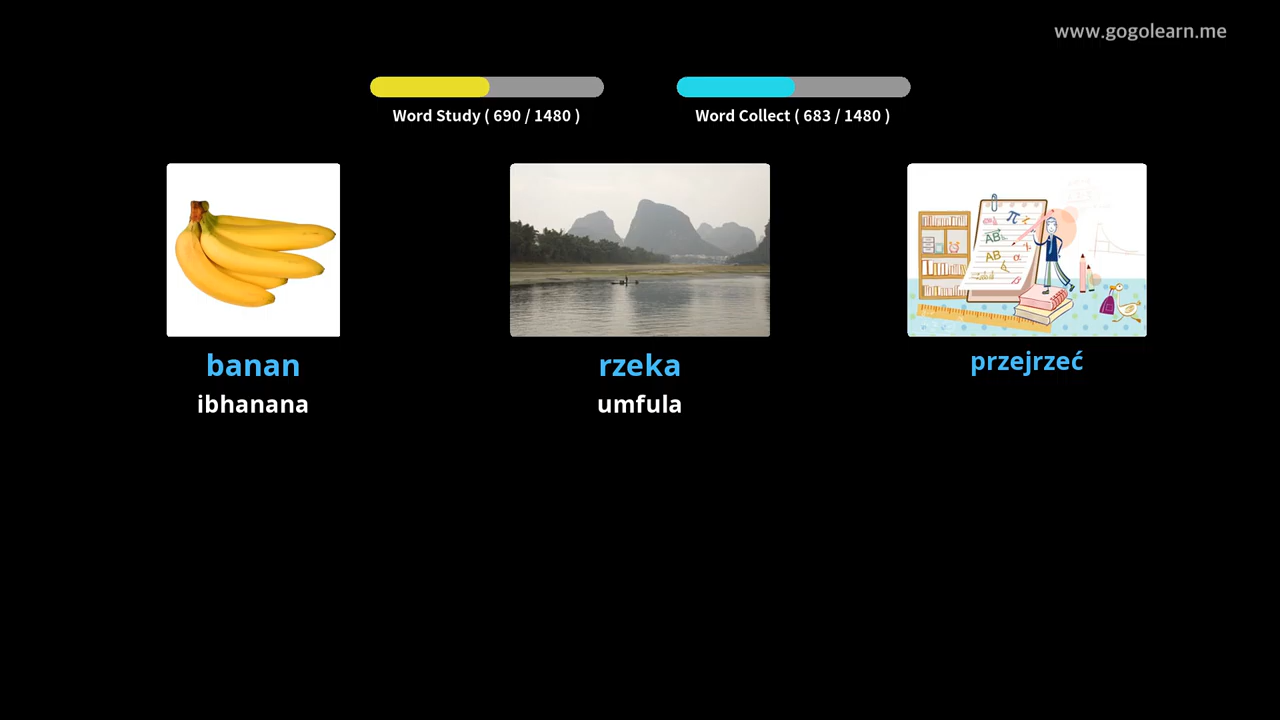 www.gogolearn.me
Word Study ( 690 / 1480 )
Word Collect ( 683 / 1480 )
banan
rzeka
przejrzeć
ibhanana
umfula